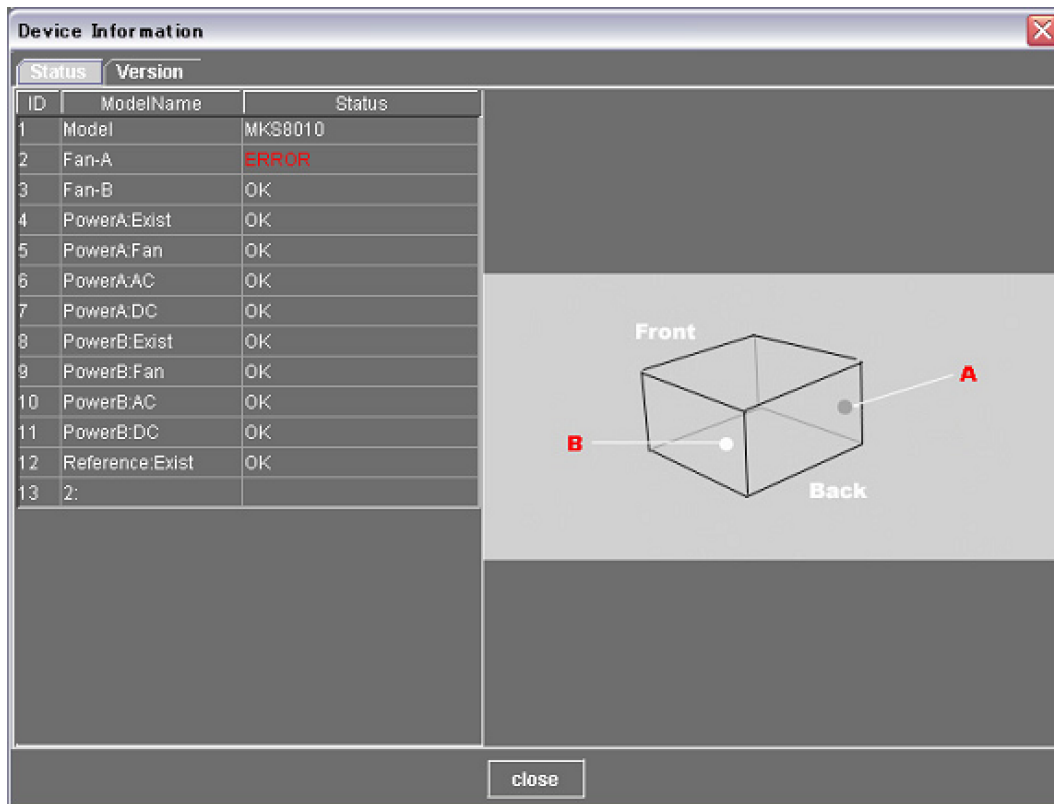 Device Information
Status Version
ID ModelName Status
1 Model MKS8010
2 Fan-A ERROR
3 Fan-B OK
4 PowerA:Exist OK
5 PowerA:Fan OK
6 PowerA:AC OK
7 PowerA:DC OK
8 PowerB:Exist OK
9 PowerB:Fan OK
10 PowerB:AC OK
11 PowerB:DC OK
12 Reference:Exist OK
13 2:
Front
A
B
Back
close